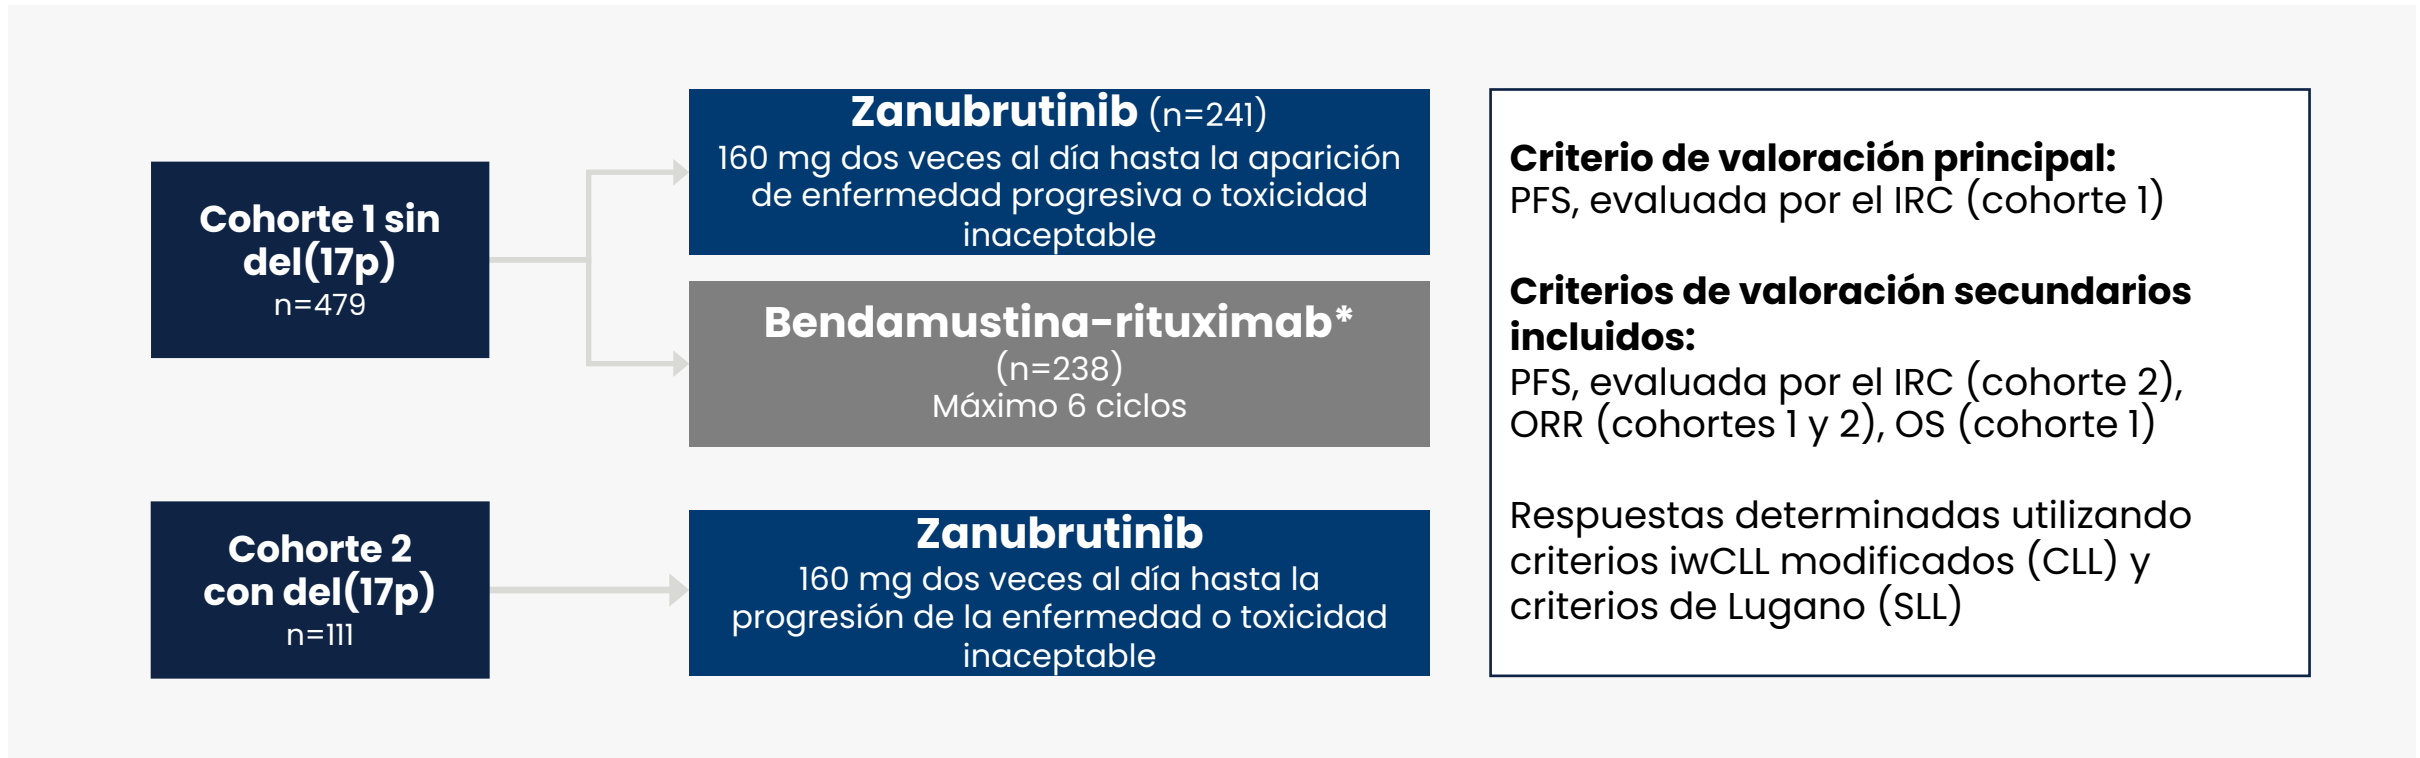 Cohorte 1 sin
del(17p)
n=479
Zanubrutinib (n=241)
160 mg dos veces al día hasta la aparición
de enfermedad progresiva o toxicidad
inaceptable
Bendamustina-rituximab*
(n=238)
Máximo 6 ciclos
Cohorte 2
con del(17p)
n=111
Zanubrutinib
160 mg dos veces al día hasta la
progresión de la enfermedad o toxicidad
inaceptable
Criterio de valoración principal:
PFS, evaluada por el IRC (cohorte 1)
Criterios de valoración secundarios
incluidos:
PFS, evaluada por el IRC (cohorte 2),
ORR (cohortes 1 y 2), OS (cohorte 1)
Respuestas determinadas utilizando
criterios iwCLL modificados (CLL) y
criterios de Lugano (SLL)